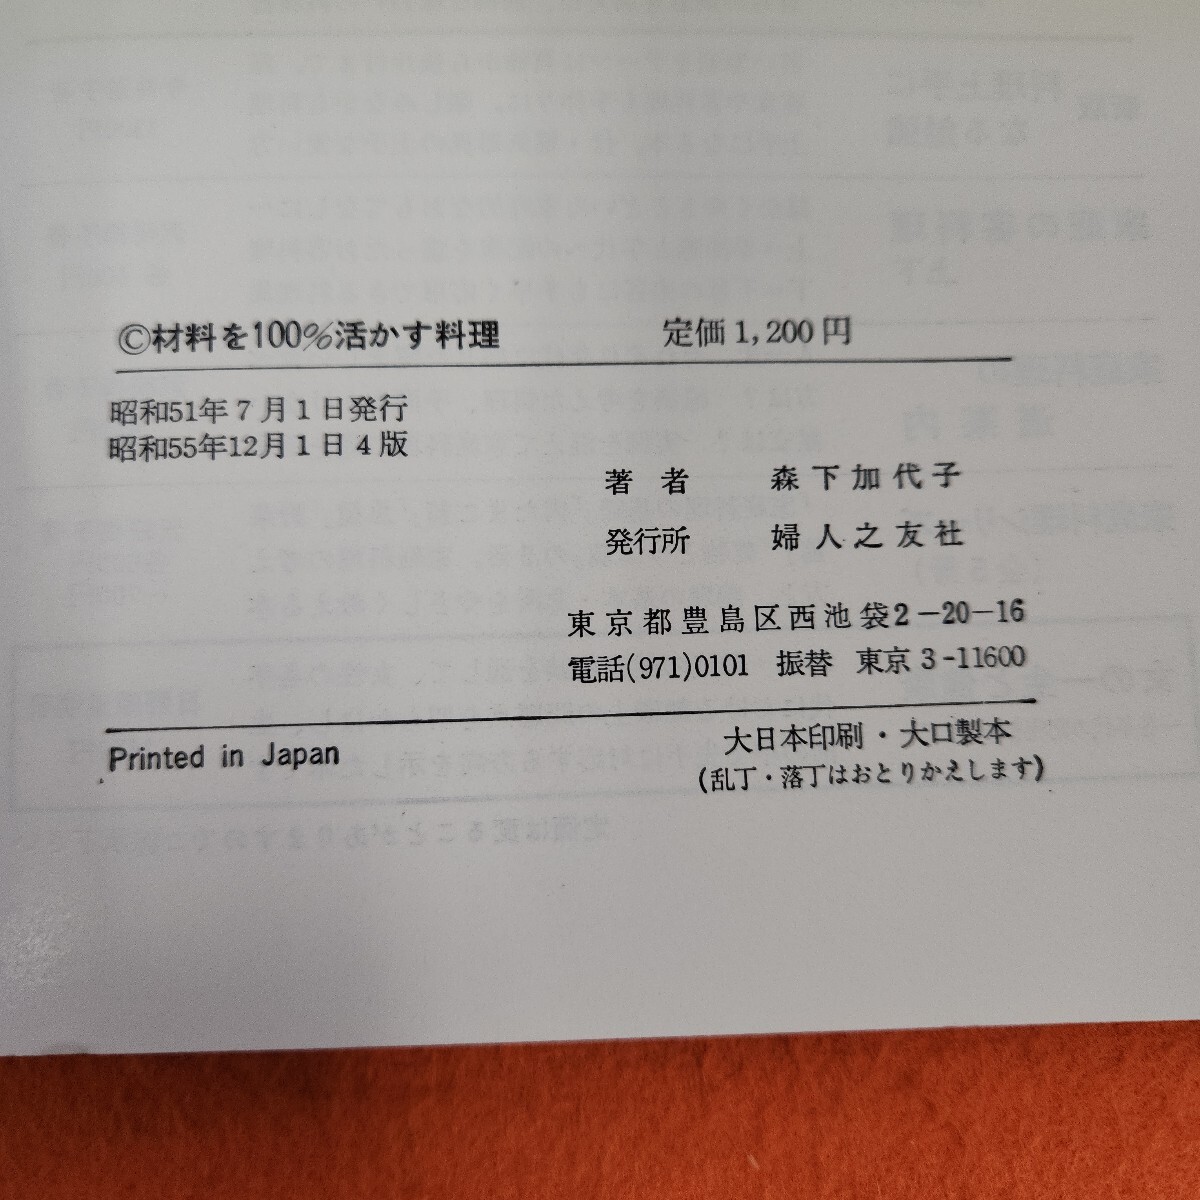 Ⓒ材料を100%活かす料理 定価1,200円
昭和51年7月1日発行
昭和55年12月1日4版
著者 森下加代子
発行所 婦人之友社
東京都豊島区西池袋2-20-16
電話(971)0101 振替 東京3-11600
Printed in Japan 大日本印刷・大口製本
(乱丁・落丁はおとりかえします)